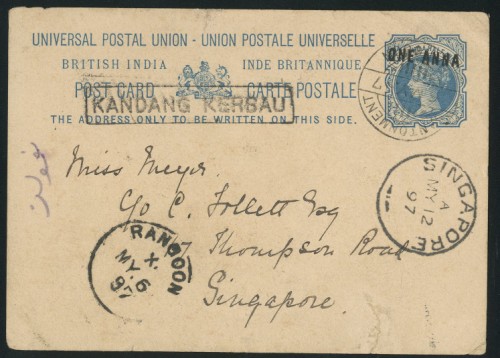 UNIVERSAL POSTAL UNION - UNION POSTALE UNIVERSELLE
BRITISH INDIA INDE BRITANNIQUE
POST CARD CARTE POSTALE
ONE ANNA
KANDANG KERBAU
THE ADDRESS ONLY TO BE WRITTEN ON THIS SIDE.
Miss Meyer
C/o C. Follett Esq
7 Thompson Road
Singapore.
SINGAPORE
A
MY 12
97
RANGOON
X.
MY 6
97